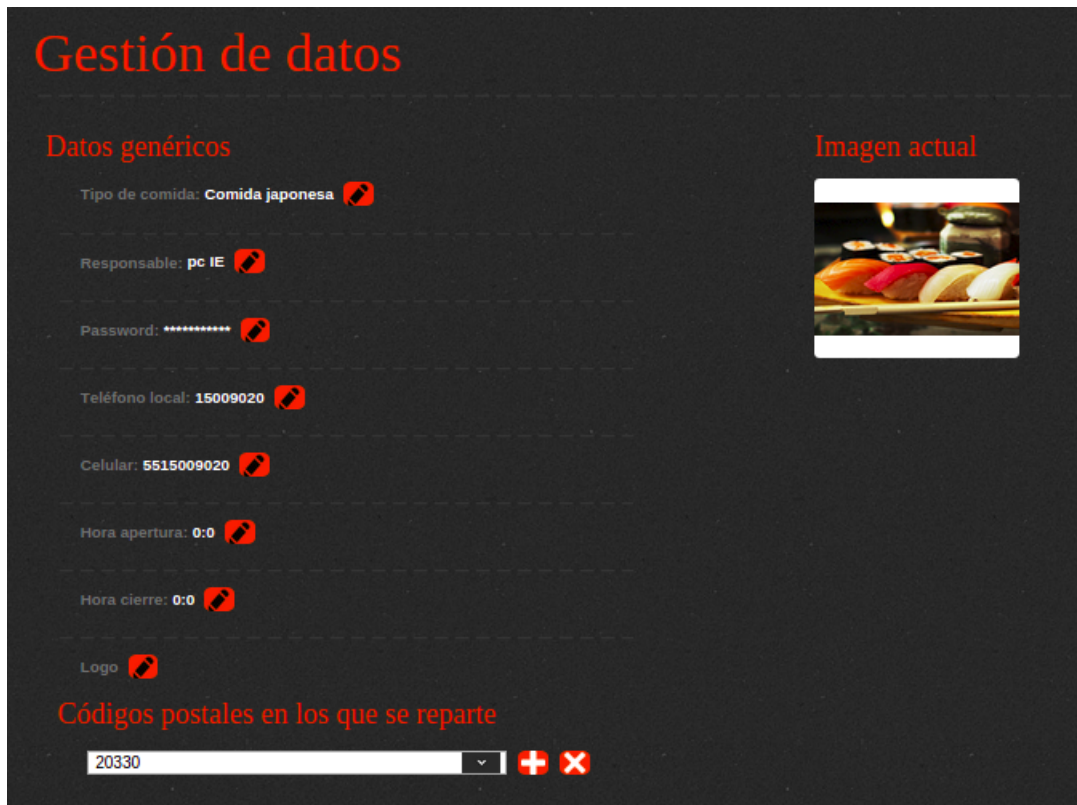 Gestión de datos
Datos genéricos
Imagen actual
Tipo de comida: Comida japonesa
Responsable: pc IE
Password: ***********
Teléfono local: 15009020
Celular: 5515009020
Hora apertura: 0:0
Hora cierre: 0:0
Logo
Códigos postales en los que se reparte
20330